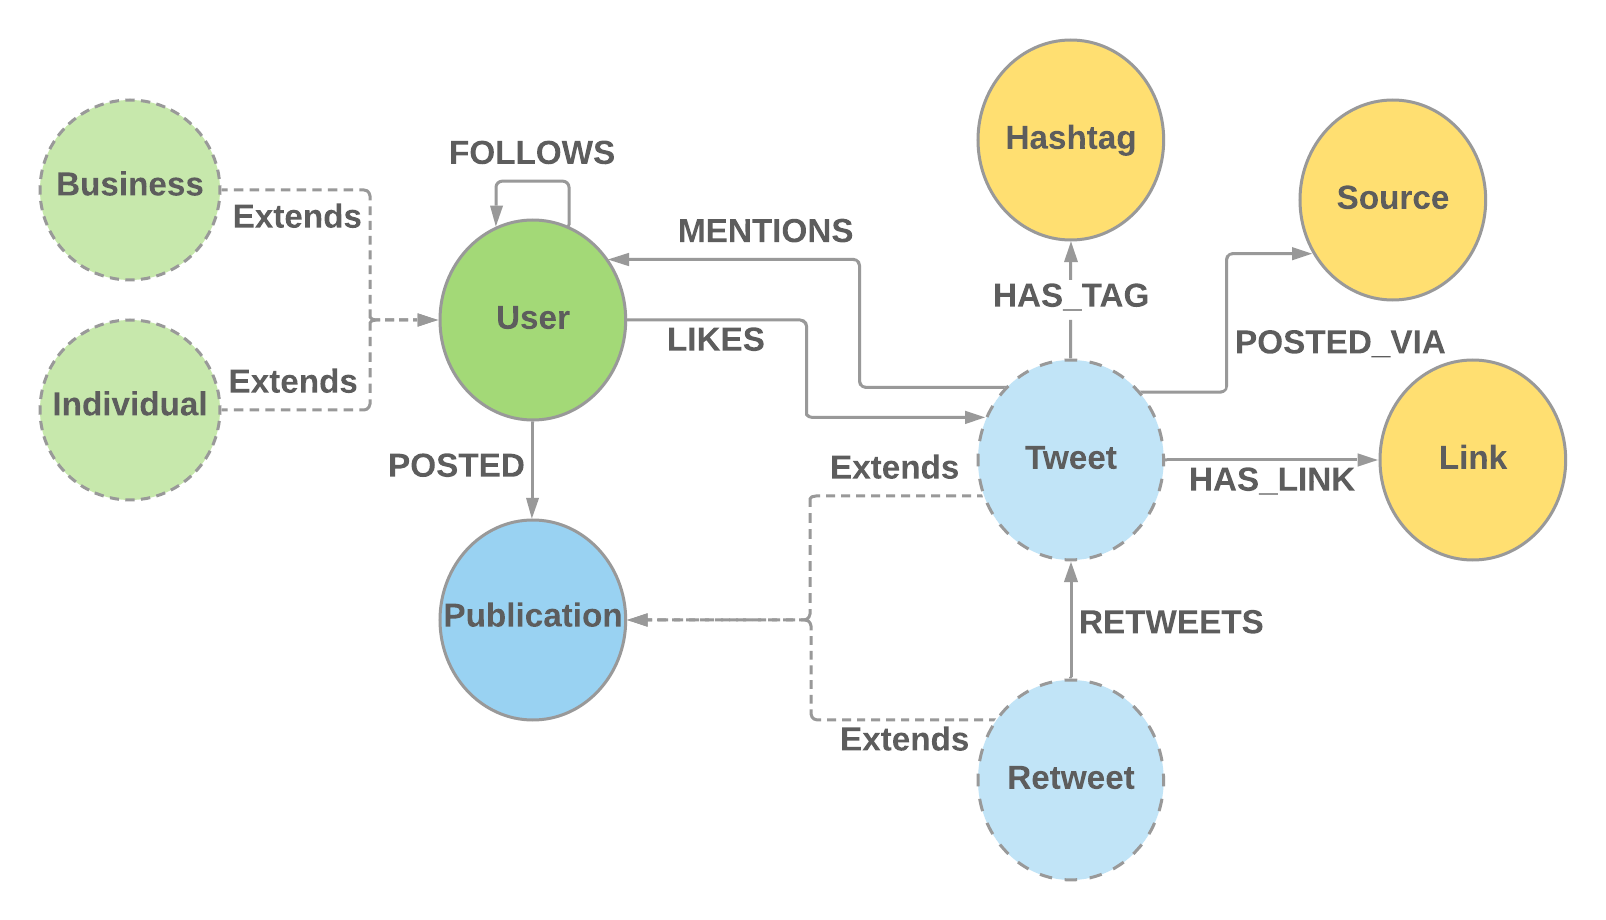 Hashtag
Business
Source
FOLLOWS
Extends
MENTIONS
HAS_TAG
User
LIKES
POSTED_VIA
Extends
Individual
POSTED
Extends
Tweet
Link
HAS_LINK
Publication
RETWEETS
Extends
Retweet